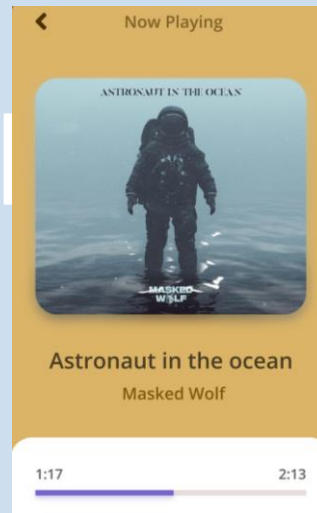 Now Playing
ASTRONAUT IN THE OCEAN
MASKED
WOLF
Astronaut in the ocean
Masked Wolf
1:17 2:13